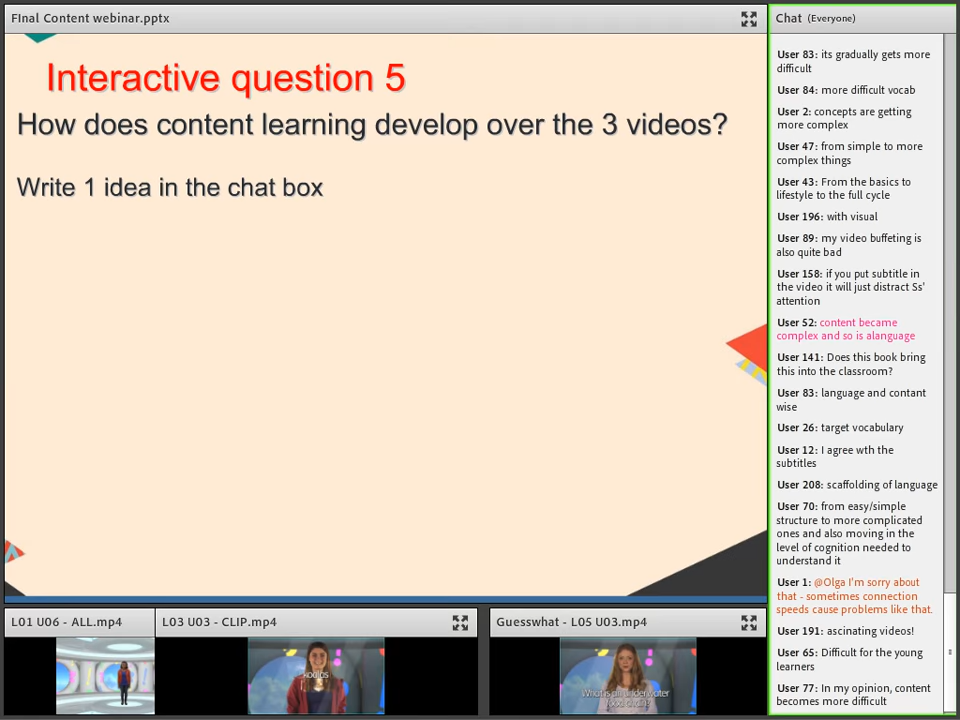 FInal Content webinar.pptx
Interactive question 5
How does content learning develop over the 3 videos?
Write 1 idea in the chat box
L01 U06 - ALL.mp4
L03 U03 - CLIP.mp4
koalas
Guesswhat - L05 U03.mp4
What is an underwater
food chain?
Chat (Everyone)
User 83: its gradually gets more
difficult
User 84: more difficult vocab
User 2: concepts are getting
more complex
User 47: from simple to more
complex things
User 43: From the basics to
lifestyle to the full cycle
User 196: with visual
User 89: my video buffeting is
also quite bad
User 158: if you put subtitle in
the video it will just distract Ss'
attention
User 52: content became
complex and so is alanguage
User 141: Does this book bring
this into the classroom?
User 83: language and contant
wise
User 26: target vocabulary
User 12: I agree wth the
subtitles
User 208: scaffolding of language
User 70: from easy/simple
structure to more complicated
ones and also moving in the
level of cognition needed to
understand it
User 1: @Olga I'm sorry about
that - sometimes connection
speeds cause problems like that.
User 191: ascinating videos!
User 65: Difficult for the young
learners
User 77: In my opinion, content
becomes more difficult